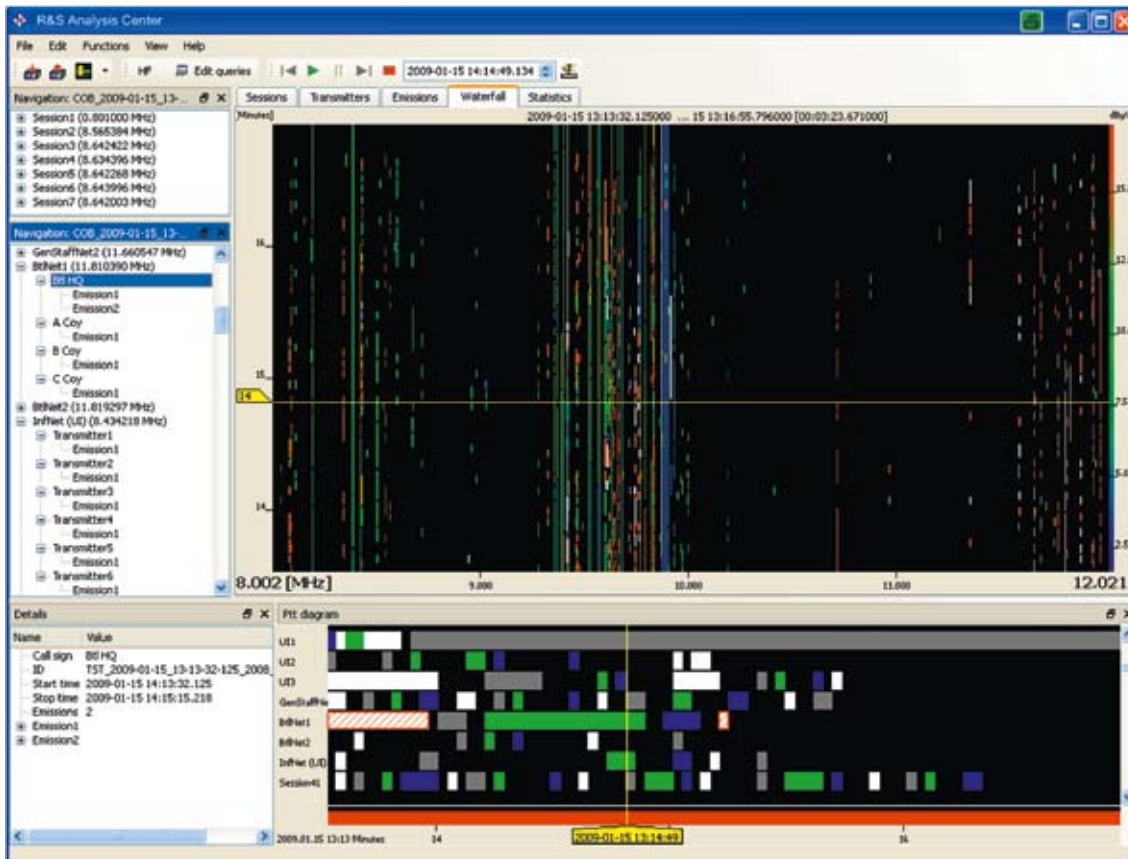 R&S Analysis Center
File Edit Functions View Help
HF Edit queries 2009-01-15 14:14:49.134
Navigation: COB_2009-01-15_13-...
Session1 (0.801000 MHz)
Session2 (8.565384 MHz)
Session3 (8.642422 MHz)
Session4 (8.634396 MHz)
Session5 (8.642268 MHz)
Session6 (8.643996 MHz)
Session7 (8.642003 MHz)
Navigation: COB_2009-01-15_13-...
GenStaffNet2 (11.660547 MHz)
BtlNet1 (11.810390 MHz)
Btl HQ
Emission1
Emission2
A Coy
Emission1
B Coy
Emission1
C Coy
Emission1
BtlNet2 (11.819297 MHz)
InfNet (UI) (8.434218 MHz)
Transmitter1
Emission1
Transmitter2
Emission1
Transmitter3
Emission1
Transmitter4
Emission1
Transmitter5
Emission1
Transmitter6
Emission1
Sessions Transmitters Emissions Waterfall Statistics
[Minutes] 2009-01-15 13:13:32.125000 ... 15 13:16:55.796000 [00:03:23.671000]
16
15
14
14
7.5
2.5
8.002 [MHz] 9.000 10.000 11.000 12.021
Details
Name Value
Call sign Btl HQ
ID TST_2009-01-15_13-13-32-125_2008_
Start time 2009-01-15 14:13:32.125
Stop time 2009-01-15 14:15:15.218
Emissions 2
Emission1
Emission2
Ptt diagram
UI1
UI2
UI3
GenStaffNe
BtlNet1
BtlNet2
InfNet (UI)
Session41
2009.01.15 13:13 Minutes 14 2009-01-15 13:14:49 16